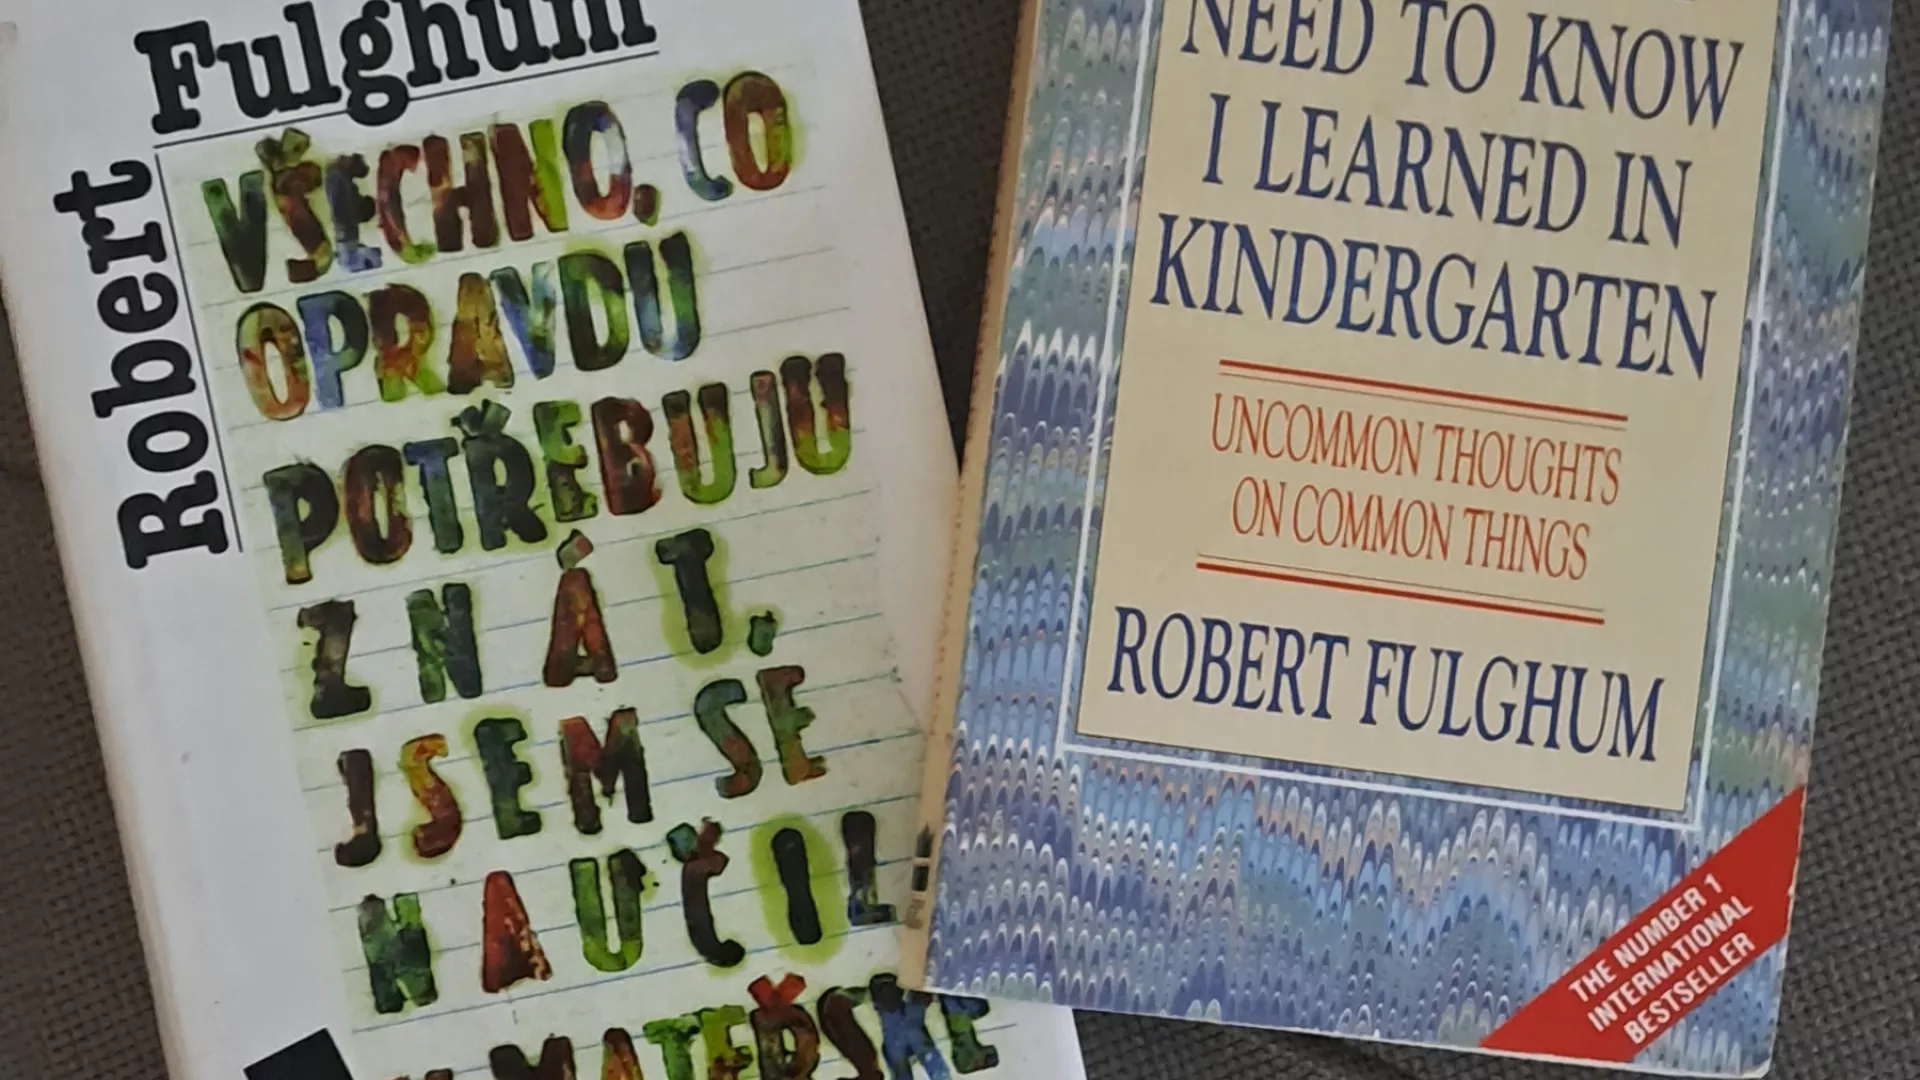 Robert
Fulghum
VŠECHNO, CO
OPRAVDU
POTŘEBUJU
ZNÁT,
JSEM SE
NAUČIL
V MATEŘSKÉ
NEED TO KNOW
I LEARNED IN
KINDERGARTEN
UNCOMMON THOUGHTS
ON COMMON THINGS
ROBERT FULGHUM
THE NUMBER 1
INTERNATIONAL
BESTSELLER